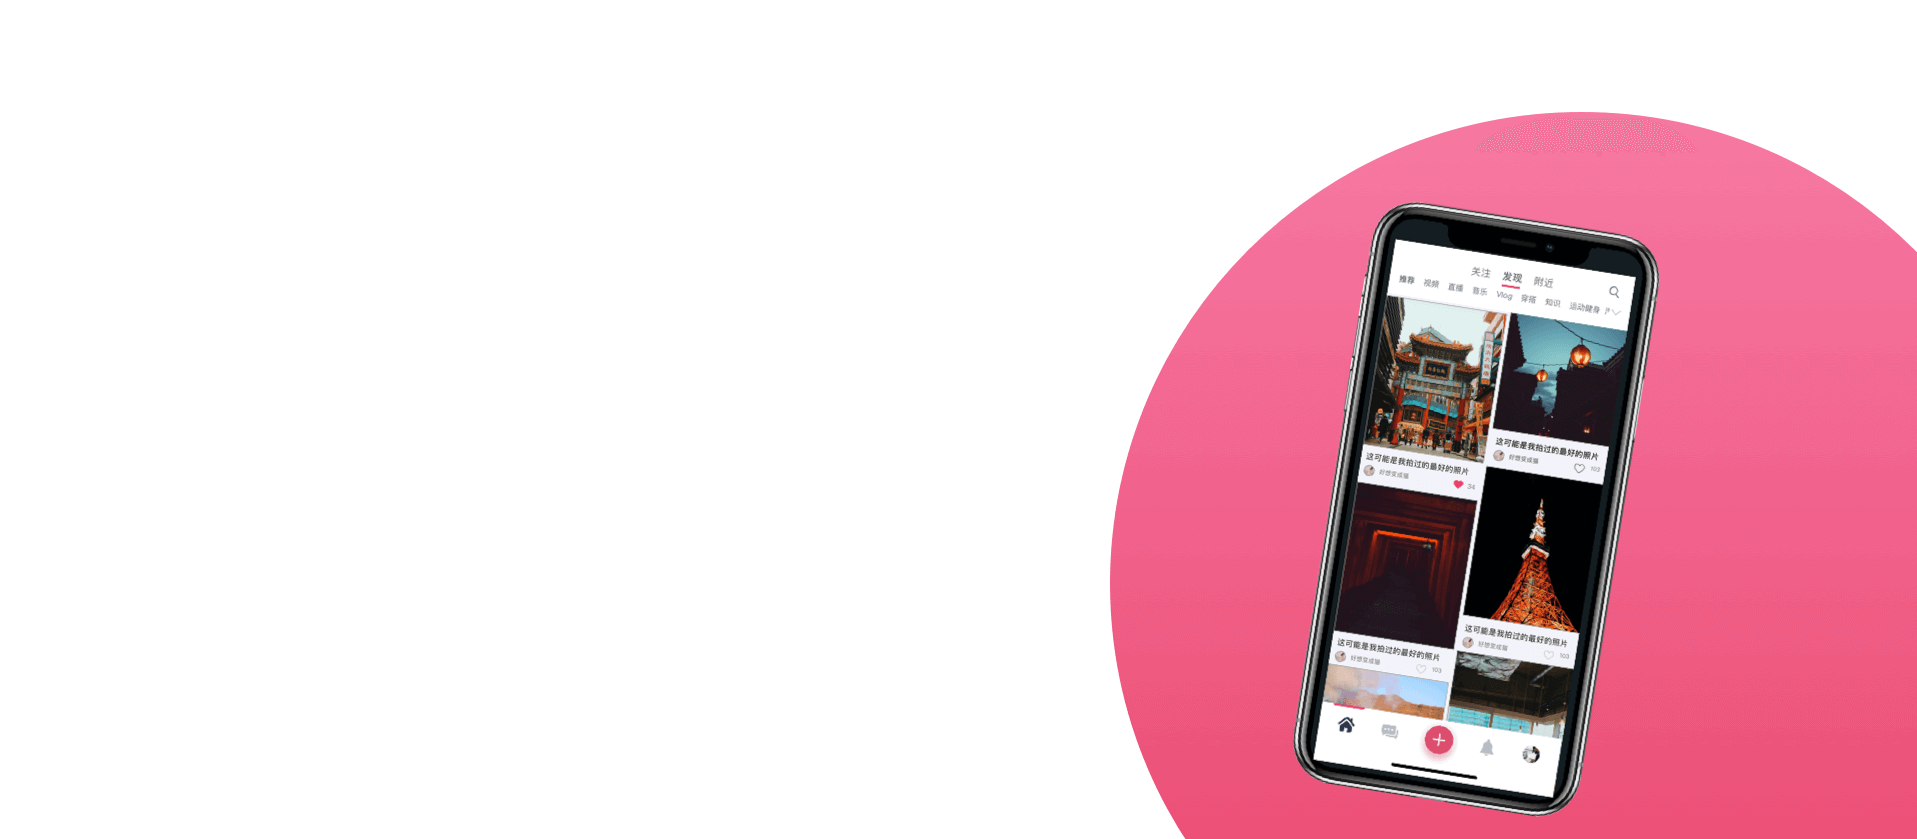 关注 发现 附近
推荐 视频 直播 音乐 Vlog 穿搭 知识 运动健身
这可能是我拍过的最好的照片
好想变成猫
34
这可能是我拍过的最好的照片
好想变成猫
103
这可能是我拍过的最好的照片
好想变成猫
103
这可能是我拍过的最好的照片
好想变成猫
103